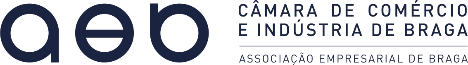 aeb
CÂMARA DE COMÉRCIO
E INDÚSTRIA DE BRAGA
ASSOCIAÇÃO EMPRESARIAL DE BRAGA